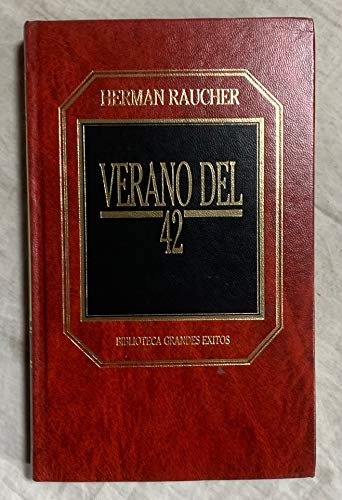 HERMAN RAUCHER
VERANO DEL
42
BIBLIOTECA GRANDES EXITOS